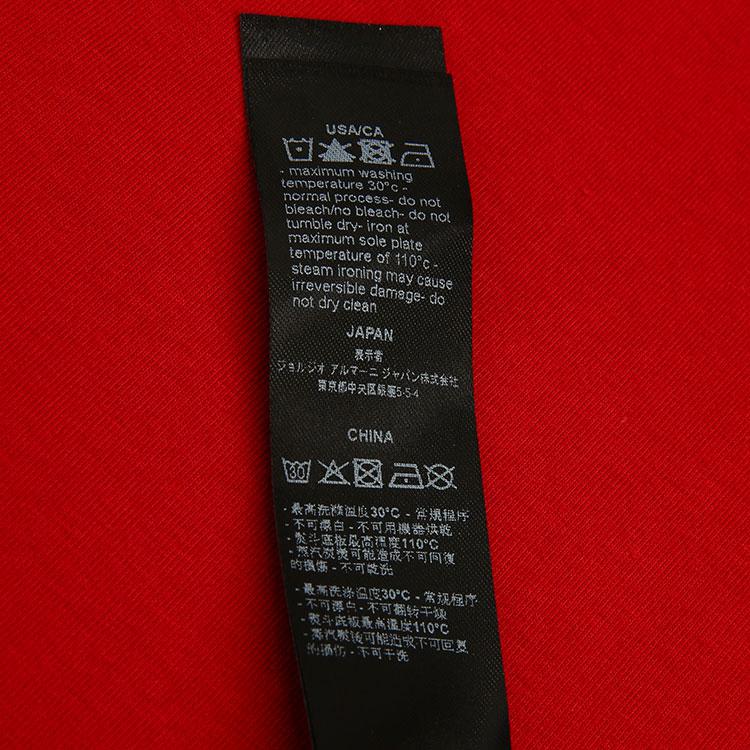 USA/CA
- maximum washing
temperature 30°c -
normal process- do not
bleach/no bleach- do not
tumble dry- iron at
maximum sole plate
temperature of 110°c -
steam ironing may cause
irreversible damage- do
not dry clean
JAPAN
表示者
ジョルジオ アルマーニ ジャパン株式会社
東京都中央区銀座5-5-4
CHINA
30
- 最高洗滌溫度30°C - 常規程序
- 不可漂白 - 不可用機器烘乾
- 熨斗底板最高溫度110°C
- 蒸汽熨燙可能造成不可回復
的損傷 - 不可乾洗
- 最高洗涤温度30°C - 常规程序
- 不可漂白 - 不可翻转干燥
- 熨斗底板最高温度110°C
- 蒸汽熨烫可能造成不可回复
的损伤 - 不可干洗